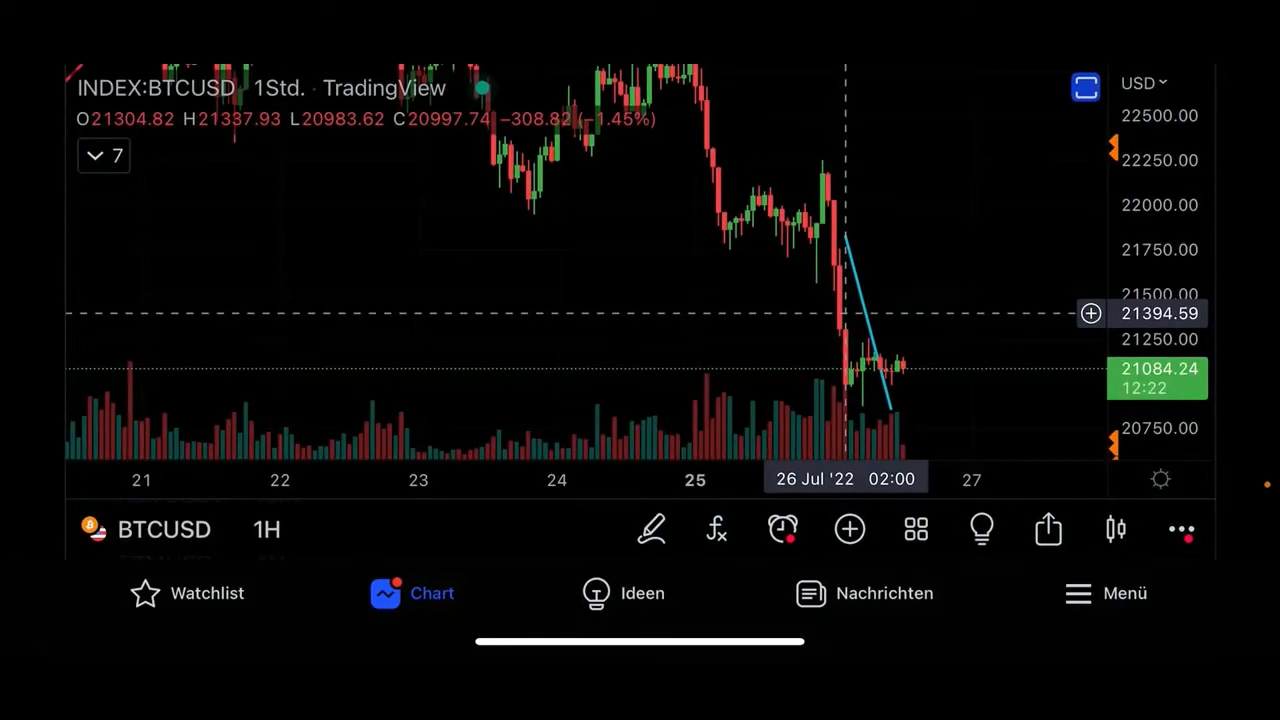 INDEX:BTCUSD · 1Std. · TradingView
O21304.82 H21337.93 L20983.62 C20997.74 −308.82 (−1.45%)
7
USD
22500.00
22250.00
22000.00
21750.00
21500.00
21394.59
21250.00
21084.24
12:22
20750.00
21 22 23 24 25 26 Jul '22 02:00 27
BTCUSD 1H
Watchlist Chart Ideen Nachrichten Menü